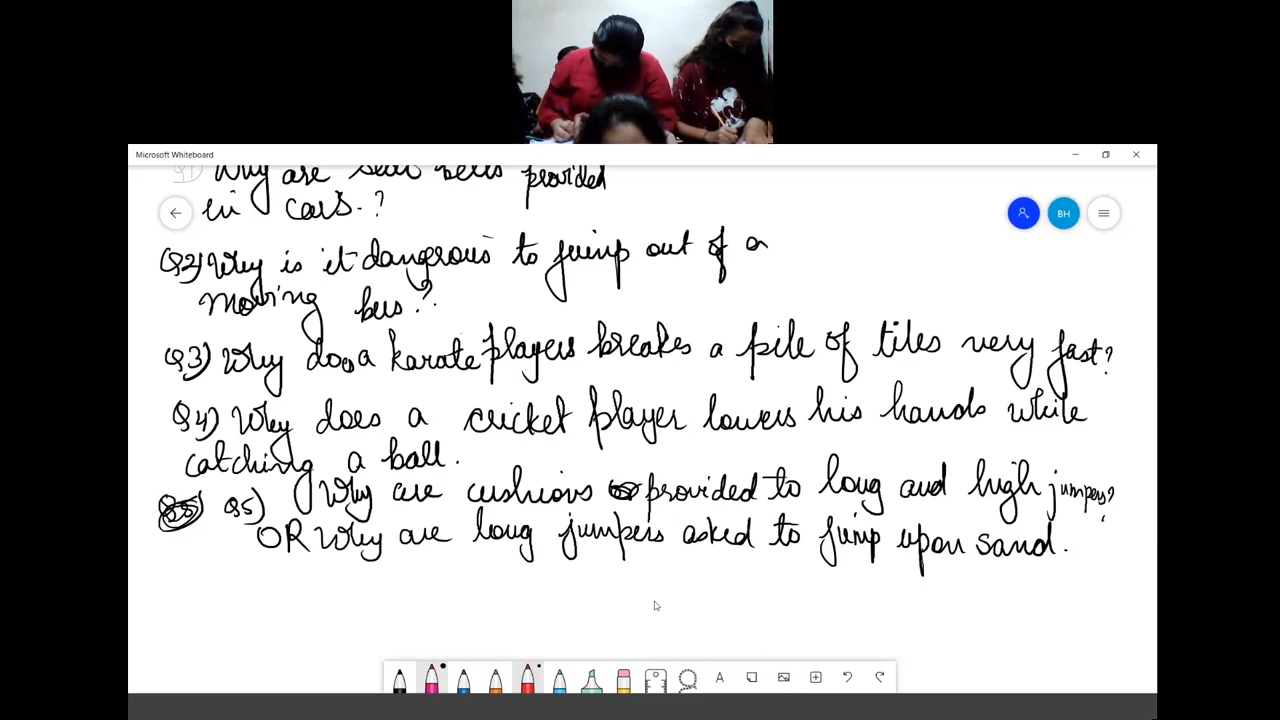 Microsoft Whiteboard
Q1) Why are seat belts provided
in cars.?
BH
Q2) Why is it dangerous to jump out of a
moving bus?
Q3) Why does a karate players breakes a pile of tiles very fast?
Q4) Why does a cricket player lowers his hands while
catching a ball.
Q5) Why are cushions provided to long and high jumpers?
OR Why are long jumpers asked to jump upon sand.
A